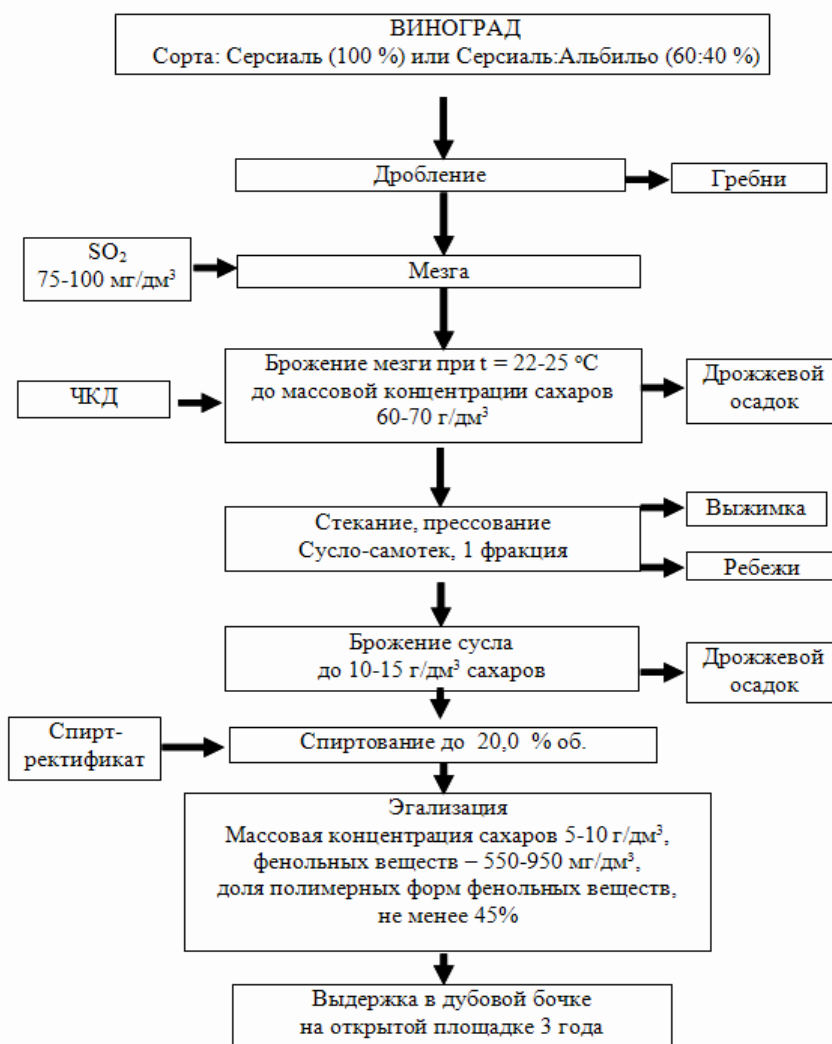 ВИНОГРАД
Сорта: Серсиаль (100 %) или Серсиаль:Альбильо (60:40 %)
Дробление
Гребни
SO₂
75-100 мг/дм³
Мезга
Брожение мезги при t = 22-25 °С
до массовой концентрации сахаров
60-70 г/дм³
ЧКД
Дрожжевой
осадок
Стекание, прессование
Сусло-самотек, 1 фракция
Выжимка
Ребежи
Брожение сусла
до 10-15 г/дм³ сахаров
Дрожжевой
осадок
Спирт-
ректификат
Спиртование до 20,0 % об.
Эгализация
Массовая концентрация сахаров 5-10 г/дм³,
фенольных веществ – 550-950 мг/дм³,
доля полимерных форм фенольных веществ,
не менее 45%
Выдержка в дубовой бочке
на открытой площадке 3 года